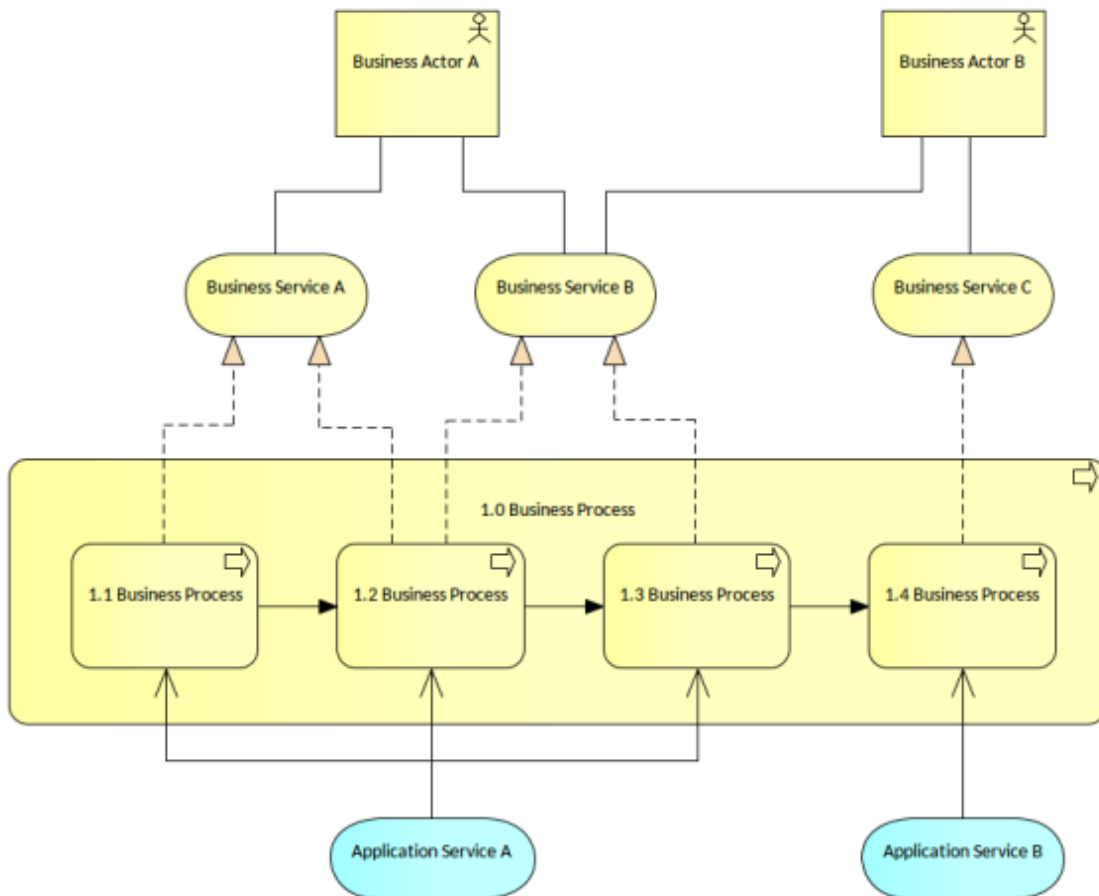 Business Actor A
Business Actor B
Business Service A
Business Service B
Business Service C
1.0 Business Process
1.1 Business Process
1.2 Business Process
1.3 Business Process
1.4 Business Process
Application Service A
Application Service B